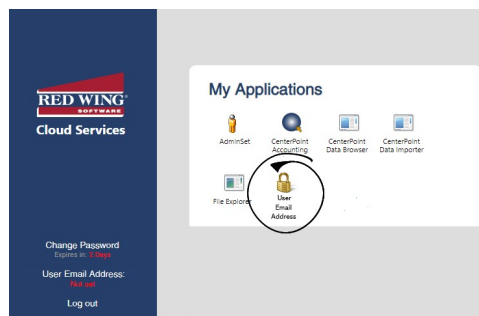 RED WING
SOFTWARE
Cloud Services
Change Password
Expires in: 7 Days
User Email Address:
Not set
Log out
My Applications
AdminSet
CenterPoint
Accounting
CenterPoint
Data Browser
CenterPoint
Data Importer
File Explorer
User
Email
Address